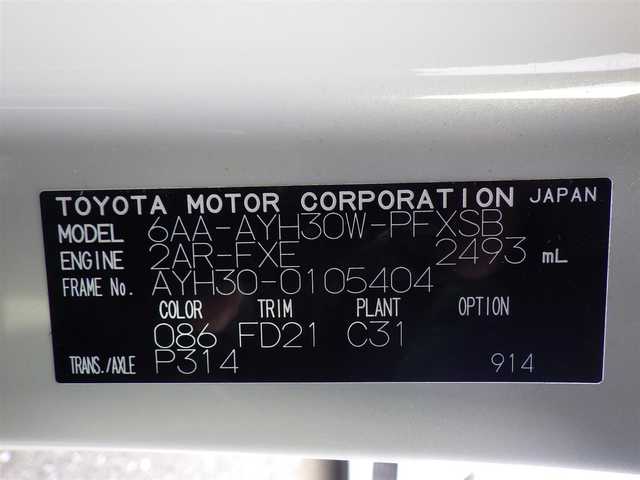 TOYOTA MOTOR CORPORATION JAPAN
MODEL 6AA-AYH30W-PFXSB
ENGINE 2AR-FXE 2493 mL
FRAME No. AYH30-0105404
COLOR TRIM PLANT OPTION
086 FD21 C31
TRANS./AXLE P314 914